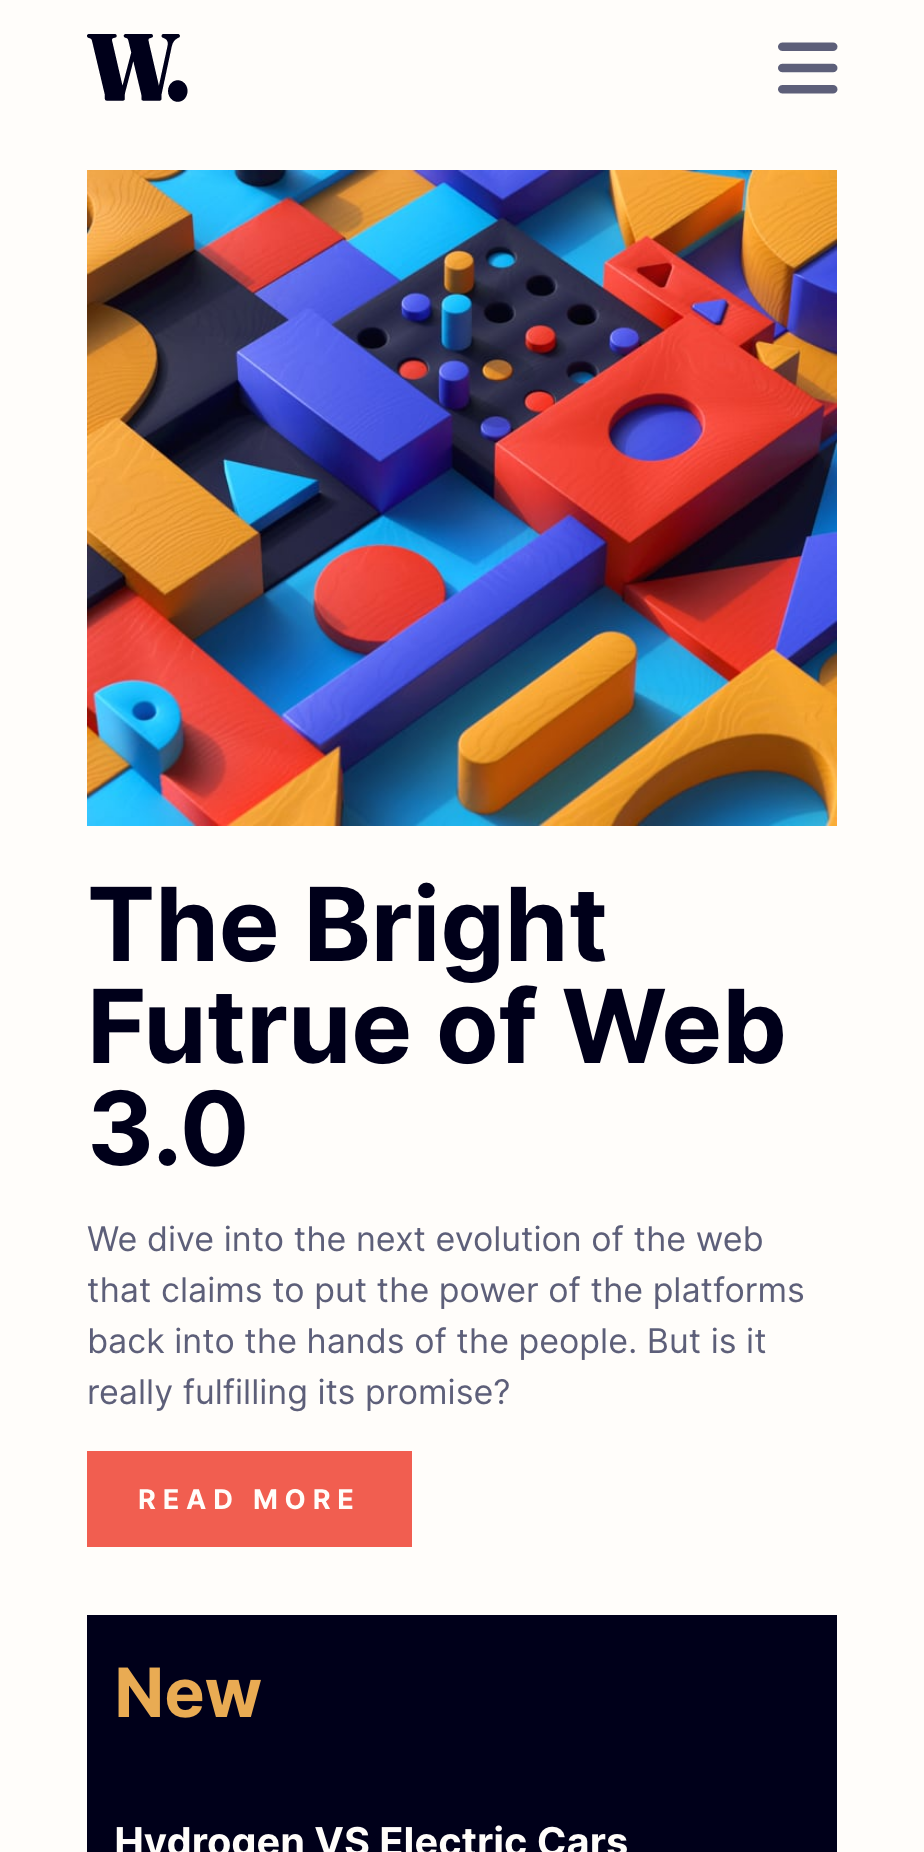 W.
The Bright
Futrue of Web
3.0
We dive into the next evolution of the web
that claims to put the power of the platforms
back into the hands of the people. But is it
really fulfilling its promise?
READ MORE
New
Hydrogen VS Electric Cars